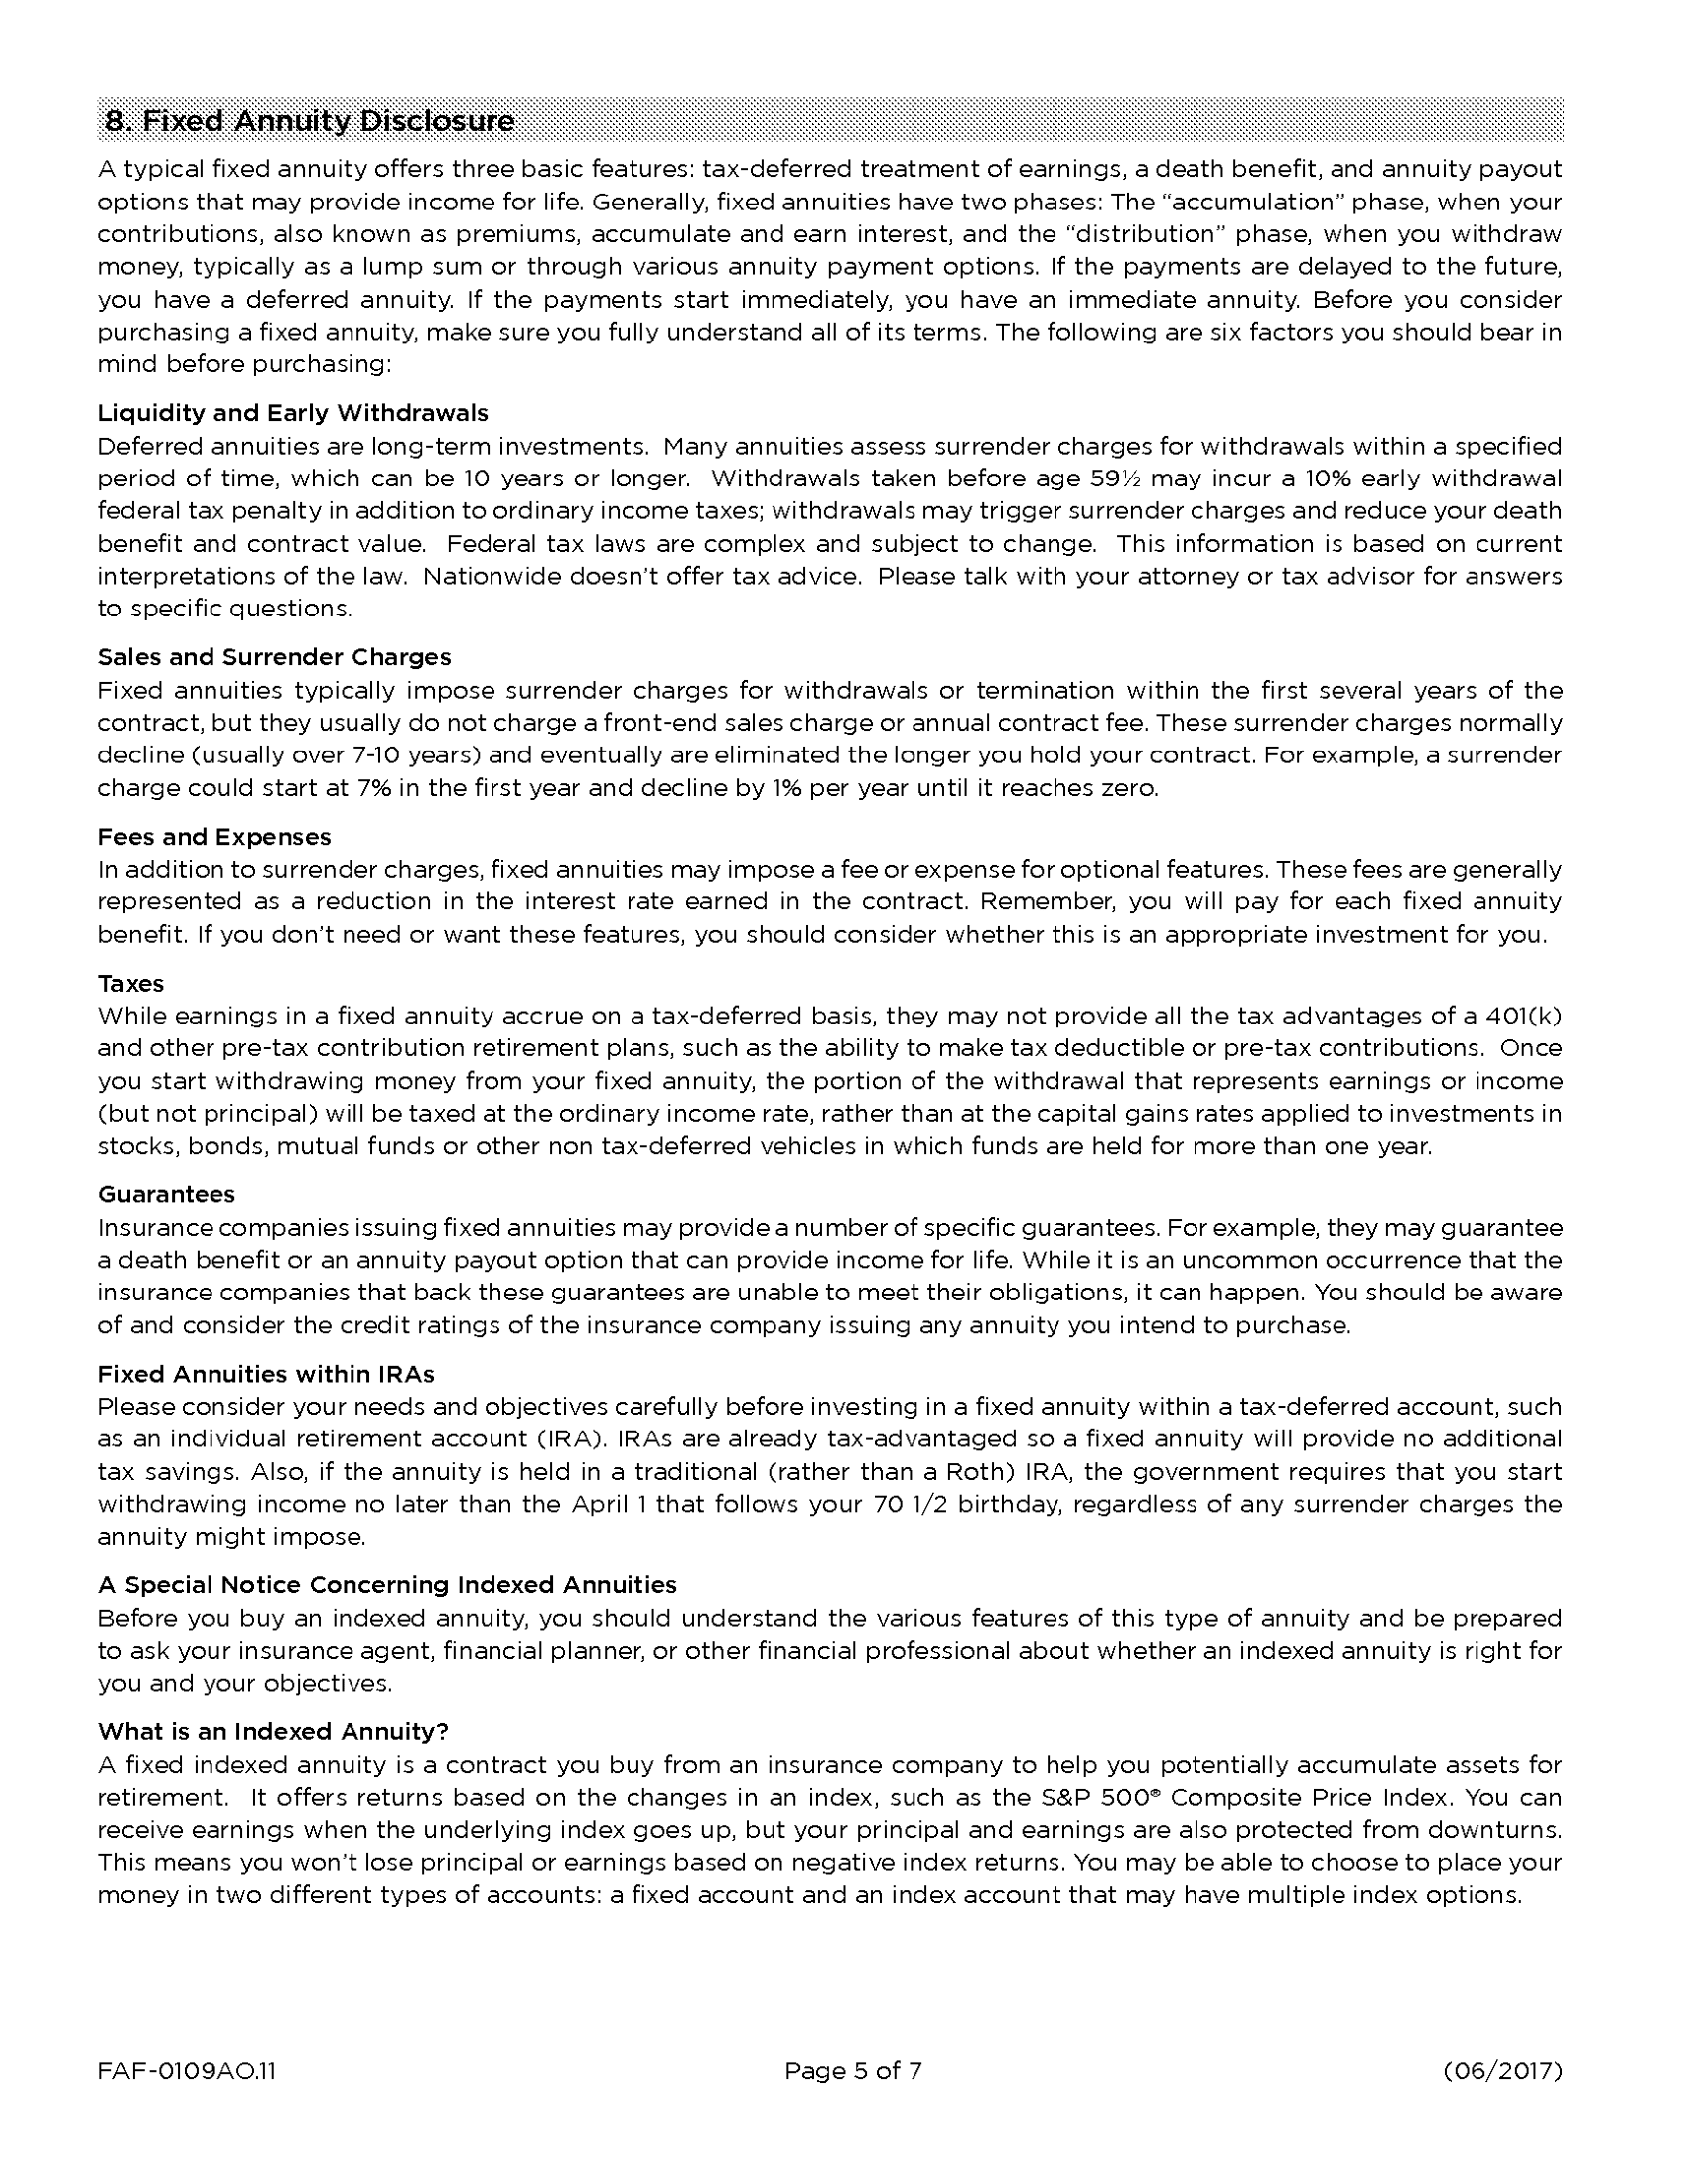 8. Fixed Annuity Disclosure
A typical fixed annuity offers three basic features: tax-deferred treatment of earnings, a death benefit, and annuity payout
options that may provide income for life. Generally, fixed annuities have two phases: The “accumulation” phase, when your
contributions, also known as premiums, accumulate and earn interest, and the “distribution” phase, when you withdraw
money, typically as a lump sum or through various annuity payment options. If the payments are delayed to the future,
you have a deferred annuity. If the payments start immediately, you have an immediate annuity. Before you consider
purchasing a fixed annuity, make sure you fully understand all of its terms. The following are six factors you should bear in
mind before purchasing:
Liquidity and Early Withdrawals
Deferred annuities are long-term investments.  Many annuities assess surrender charges for withdrawals within a specified
period of time, which can be 10 years or longer.  Withdrawals taken before age 59½ may incur a 10% early withdrawal
federal tax penalty in addition to ordinary income taxes; withdrawals may trigger surrender charges and reduce your death
benefit and contract value.  Federal tax laws are complex and subject to change.  This information is based on current
interpretations of the law.  Nationwide doesn’t offer tax advice.  Please talk with your attorney or tax advisor for answers
to specific questions.
Sales and Surrender Charges
Fixed annuities typically impose surrender charges for withdrawals or termination within the first several years of the
contract, but they usually do not charge a front-end sales charge or annual contract fee. These surrender charges normally
decline (usually over 7-10 years) and eventually are eliminated the longer you hold your contract. For example, a surrender
charge could start at 7% in the first year and decline by 1% per year until it reaches zero.
Fees and Expenses
In addition to surrender charges, fixed annuities may impose a fee or expense for optional features. These fees are generally
represented as a reduction in the interest rate earned in the contract. Remember, you will pay for each fixed annuity
benefit. If you don’t need or want these features, you should consider whether this is an appropriate investment for you.
Taxes
While earnings in a fixed annuity accrue on a tax-deferred basis, they may not provide all the tax advantages of a 401(k)
and other pre-tax contribution retirement plans, such as the ability to make tax deductible or pre-tax contributions.  Once
you start withdrawing money from your fixed annuity, the portion of the withdrawal that represents earnings or income
(but not principal) will be taxed at the ordinary income rate, rather than at the capital gains rates applied to investments in
stocks, bonds, mutual funds or other non tax-deferred vehicles in which funds are held for more than one year.
Guarantees
Insurance companies issuing fixed annuities may provide a number of specific guarantees. For example, they may guarantee
a death benefit or an annuity payout option that can provide income for life. While it is an uncommon occurrence that the
insurance companies that back these guarantees are unable to meet their obligations, it can happen. You should be aware
of and consider the credit ratings of the insurance company issuing any annuity you intend to purchase.
Fixed Annuities within IRAs
Please consider your needs and objectives carefully before investing in a fixed annuity within a tax-deferred account, such
as an individual retirement account (IRA). IRAs are already tax-advantaged so a fixed annuity will provide no additional
tax savings. Also, if the annuity is held in a traditional (rather than a Roth) IRA, the government requires that you start
withdrawing income no later than the April 1 that follows your 70 1/2 birthday, regardless of any surrender charges the
annuity might impose.
A Special Notice Concerning Indexed Annuities
Before you buy an indexed annuity, you should understand the various features of this type of annuity and be prepared
to ask your insurance agent, financial planner, or other financial professional about whether an indexed annuity is right for
you and your objectives.
What is an Indexed Annuity?
A fixed indexed annuity is a contract you buy from an insurance company to help you potentially accumulate assets for
retirement.  It offers returns based on the changes in an index, such as the S&P 500® Composite Price Index. You can
receive earnings when the underlying index goes up, but your principal and earnings are also protected from downturns.
This means you won’t lose principal or earnings based on negative index returns. You may be able to choose to place your
money in two different types of accounts: a fixed account and an index account that may have multiple index options.
FAF-0109AO.11 Page 5 of 7 (06/2017)